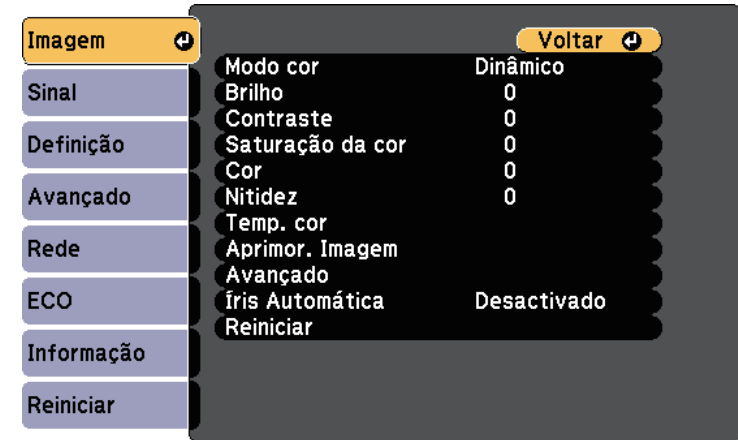 Imagem
Sinal
Definição
Avançado
Rede
ECO
Informação
Reiniciar
Voltar
Modo cor Dinâmico
Brilho 0
Contraste 0
Saturação da cor 0
Cor 0
Nitidez 0
Temp. cor
Aprimor. Imagem
Avançado
Íris Automática Desactivado
Reiniciar